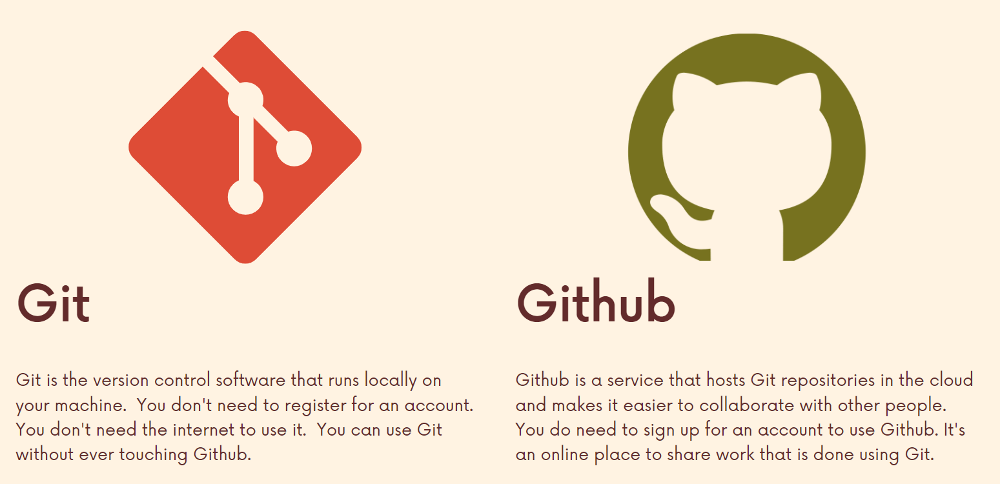 Git
Git is the version control software that runs locally on
your machine.  You don't need to register for an account.
You don't need the internet to use it.  You can use Git
without ever touching Github.
Github
Github is a service that hosts Git repositories in the cloud
and makes it easier to collaborate with other people.
You do need to sign up for an account to use Github. It's
an online place to share work that is done using Git.